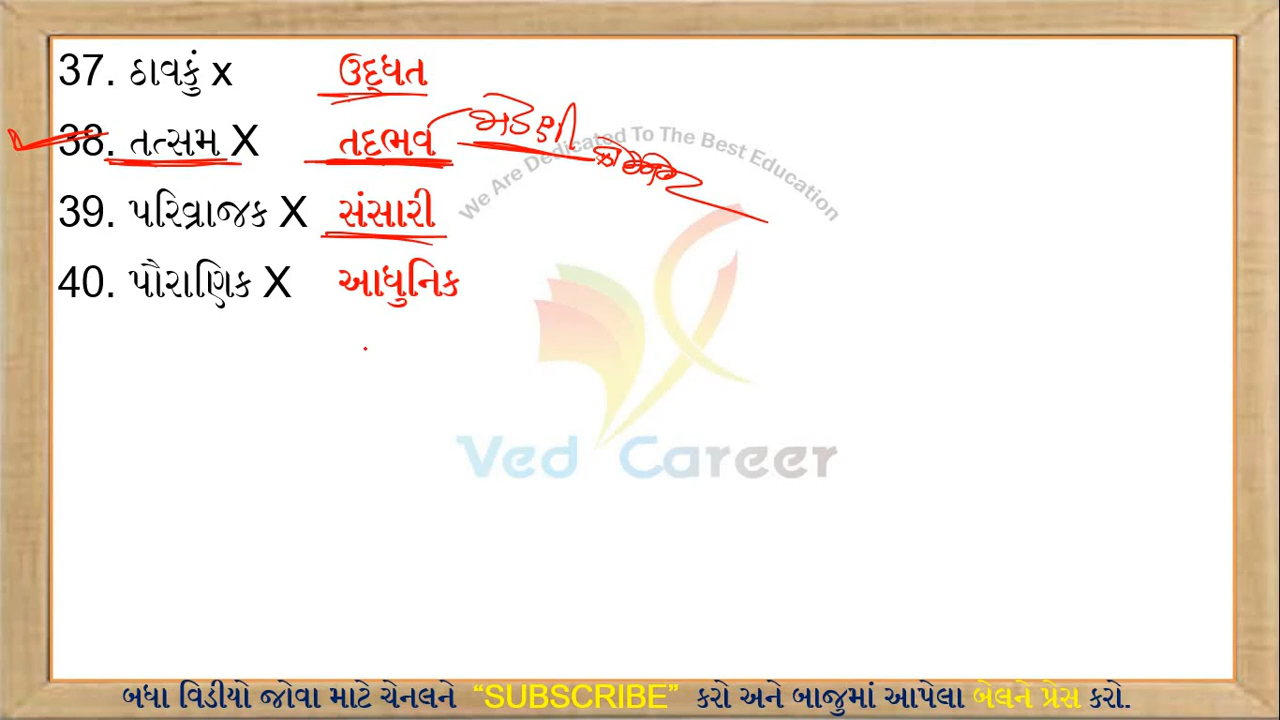 37. ઠાવકું x ઉદ્ધત
38. તત્સમ X તદ્ભવ
We Are Dedicated To The Best Education
39. પરિવ્રાજક X સંસારી
40. પૌરાણિક X આધુનિક
Ved Career
બધા વિડીયો જોવા માટે ચેનલને “SUBSCRIBE” કરો અને બાજુમાં આપેલા બેલને પ્રેસ કરો.